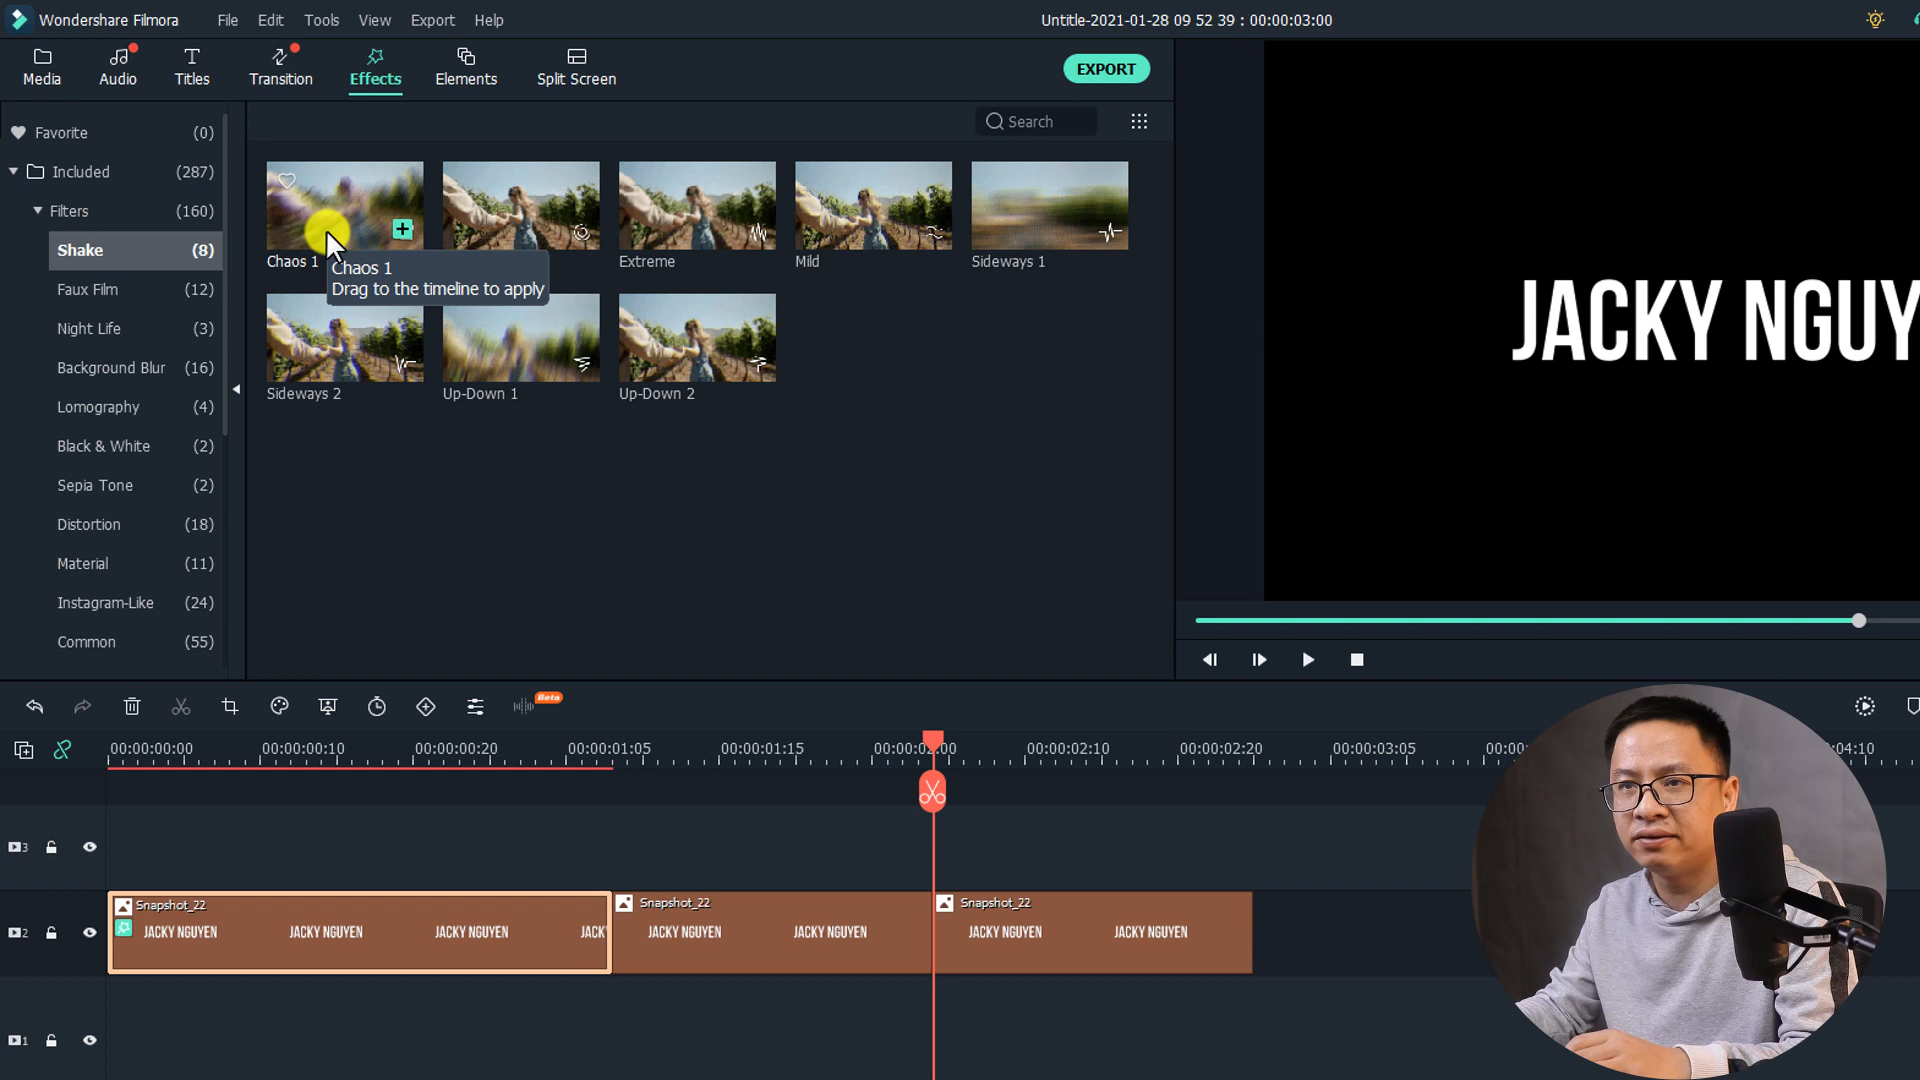 Wondershare Filmora File Edit Tools View Export Help Untitle-2021-01-28 09 52 39 : 00:00:03:00
Media Audio Titles Transition Effects Elements Split Screen EXPORT
Favorite (0)
Search
Included (287)
Filters (160)
Shake (8)
Faux Film (12)
Night Life (3)
Background Blur (16)
Lomography (4)
Black & White (2)
Sepia Tone (2)
Distortion (18)
Material (11)
Instagram-Like (24)
Common (55)
Chaos 1
Extreme
Mild
Sideways 1
Chaos 1
Drag to the timeline to apply
Sideways 2
Up-Down 1
Up-Down 2
JACKY NGUY
Beta
00:00:00:00 00:00:00:10 00:00:00:20 00:00:01:05 00:00:01:15 00:00:02:00 00:00:02:10 00:00:02:20 00:00:03:05 00:00 04:10
3
Snapshot_22 Snapshot_22 Snapshot_22
2
JACKY NGUYEN JACKY NGUYEN JACKY NGUYEN JACK JACKY NGUYEN JACKY NGUYEN JACKY NGUYEN JACKY NGUYEN
1